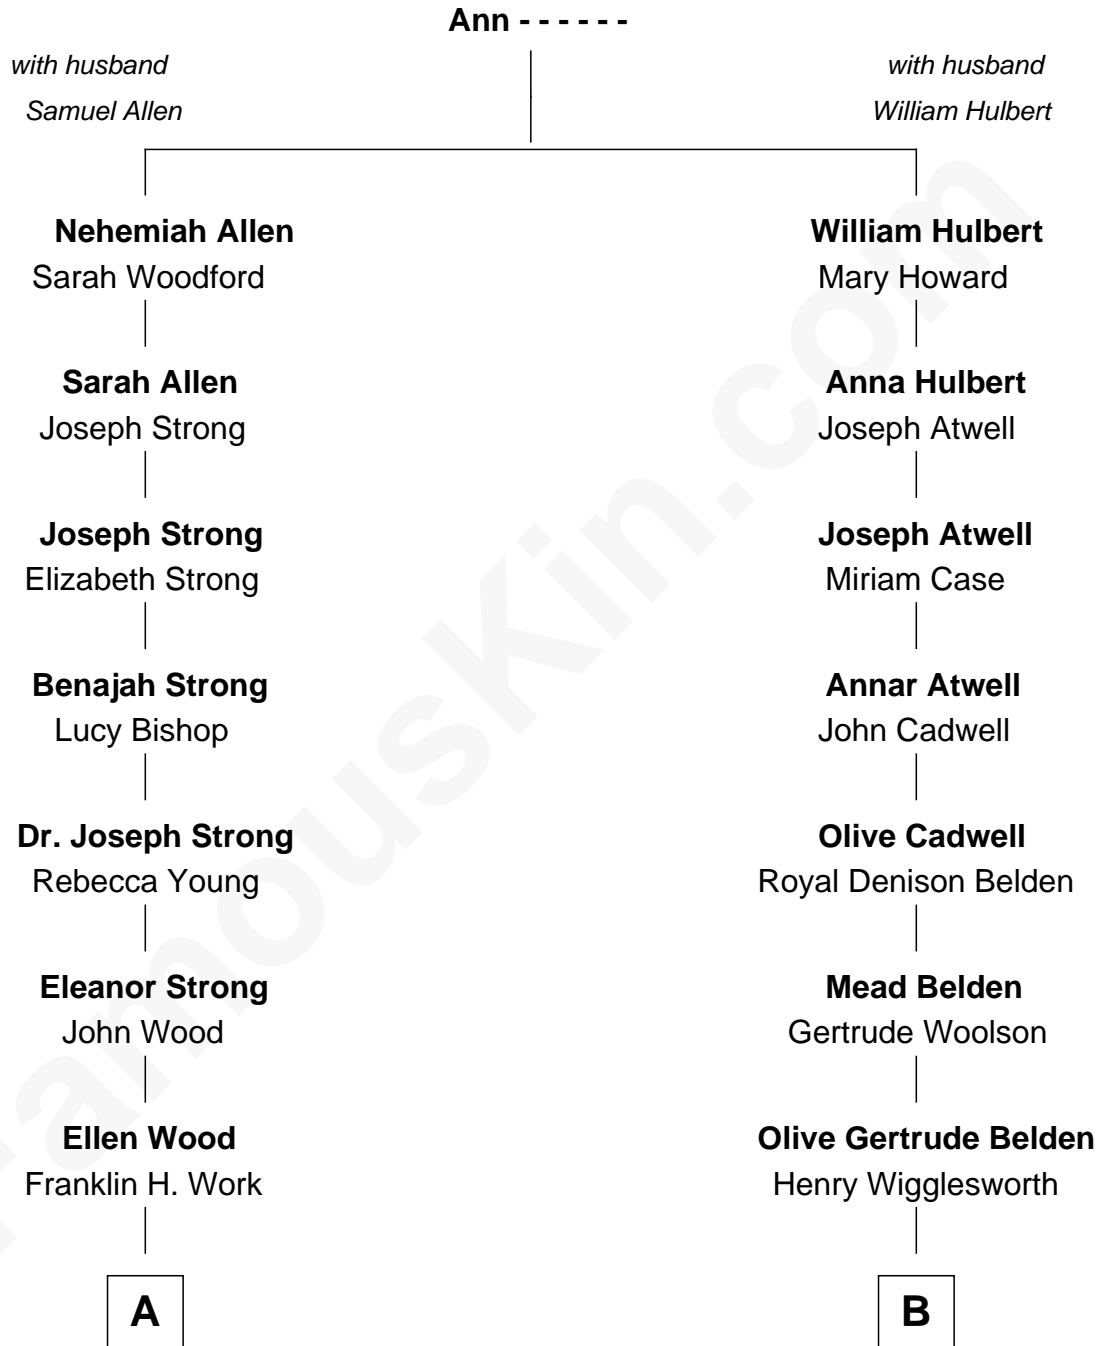 Ann - - - - - -
with husband
Samuel Allen
with husband
William Hulbert
Nehemiah Allen
Sarah Woodford
Sarah Allen
Joseph Strong
Joseph Strong
Elizabeth Strong
Benajah Strong
Lucy Bishop
Dr. Joseph Strong
Rebecca Young
Eleanor Strong
John Wood
Ellen Wood
Franklin H. Work
A
William Hulbert
Mary Howard
Anna Hulbert
Joseph Atwell
Joseph Atwell
Miriam Case
Annar Atwell
John Cadwell
Olive Cadwell
Royal Denison Belden
Mead Belden
Gertrude Woolson
Olive Gertrude Belden
Henry Wigglesworth
B
FamousKin.com